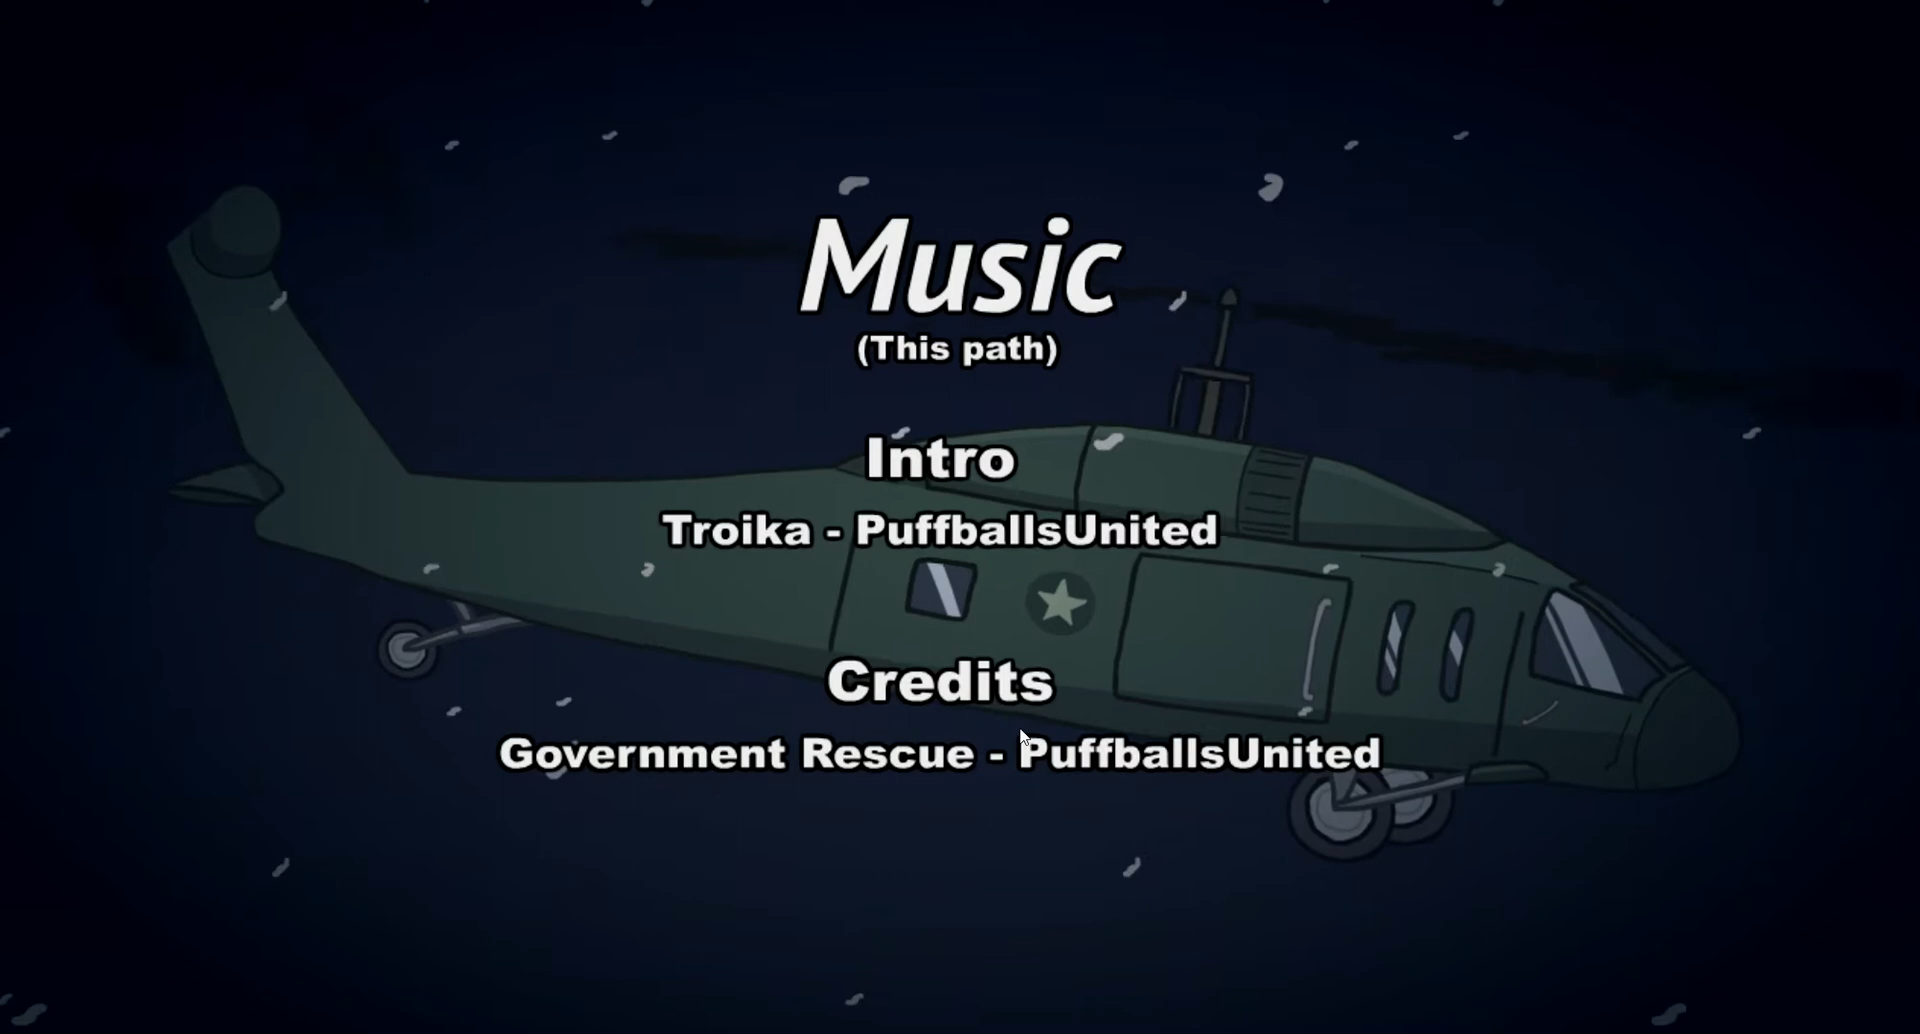 Music
(This path)
Intro
Troika - PuffballsUnited
Credits
Government Rescue - PuffballsUnited